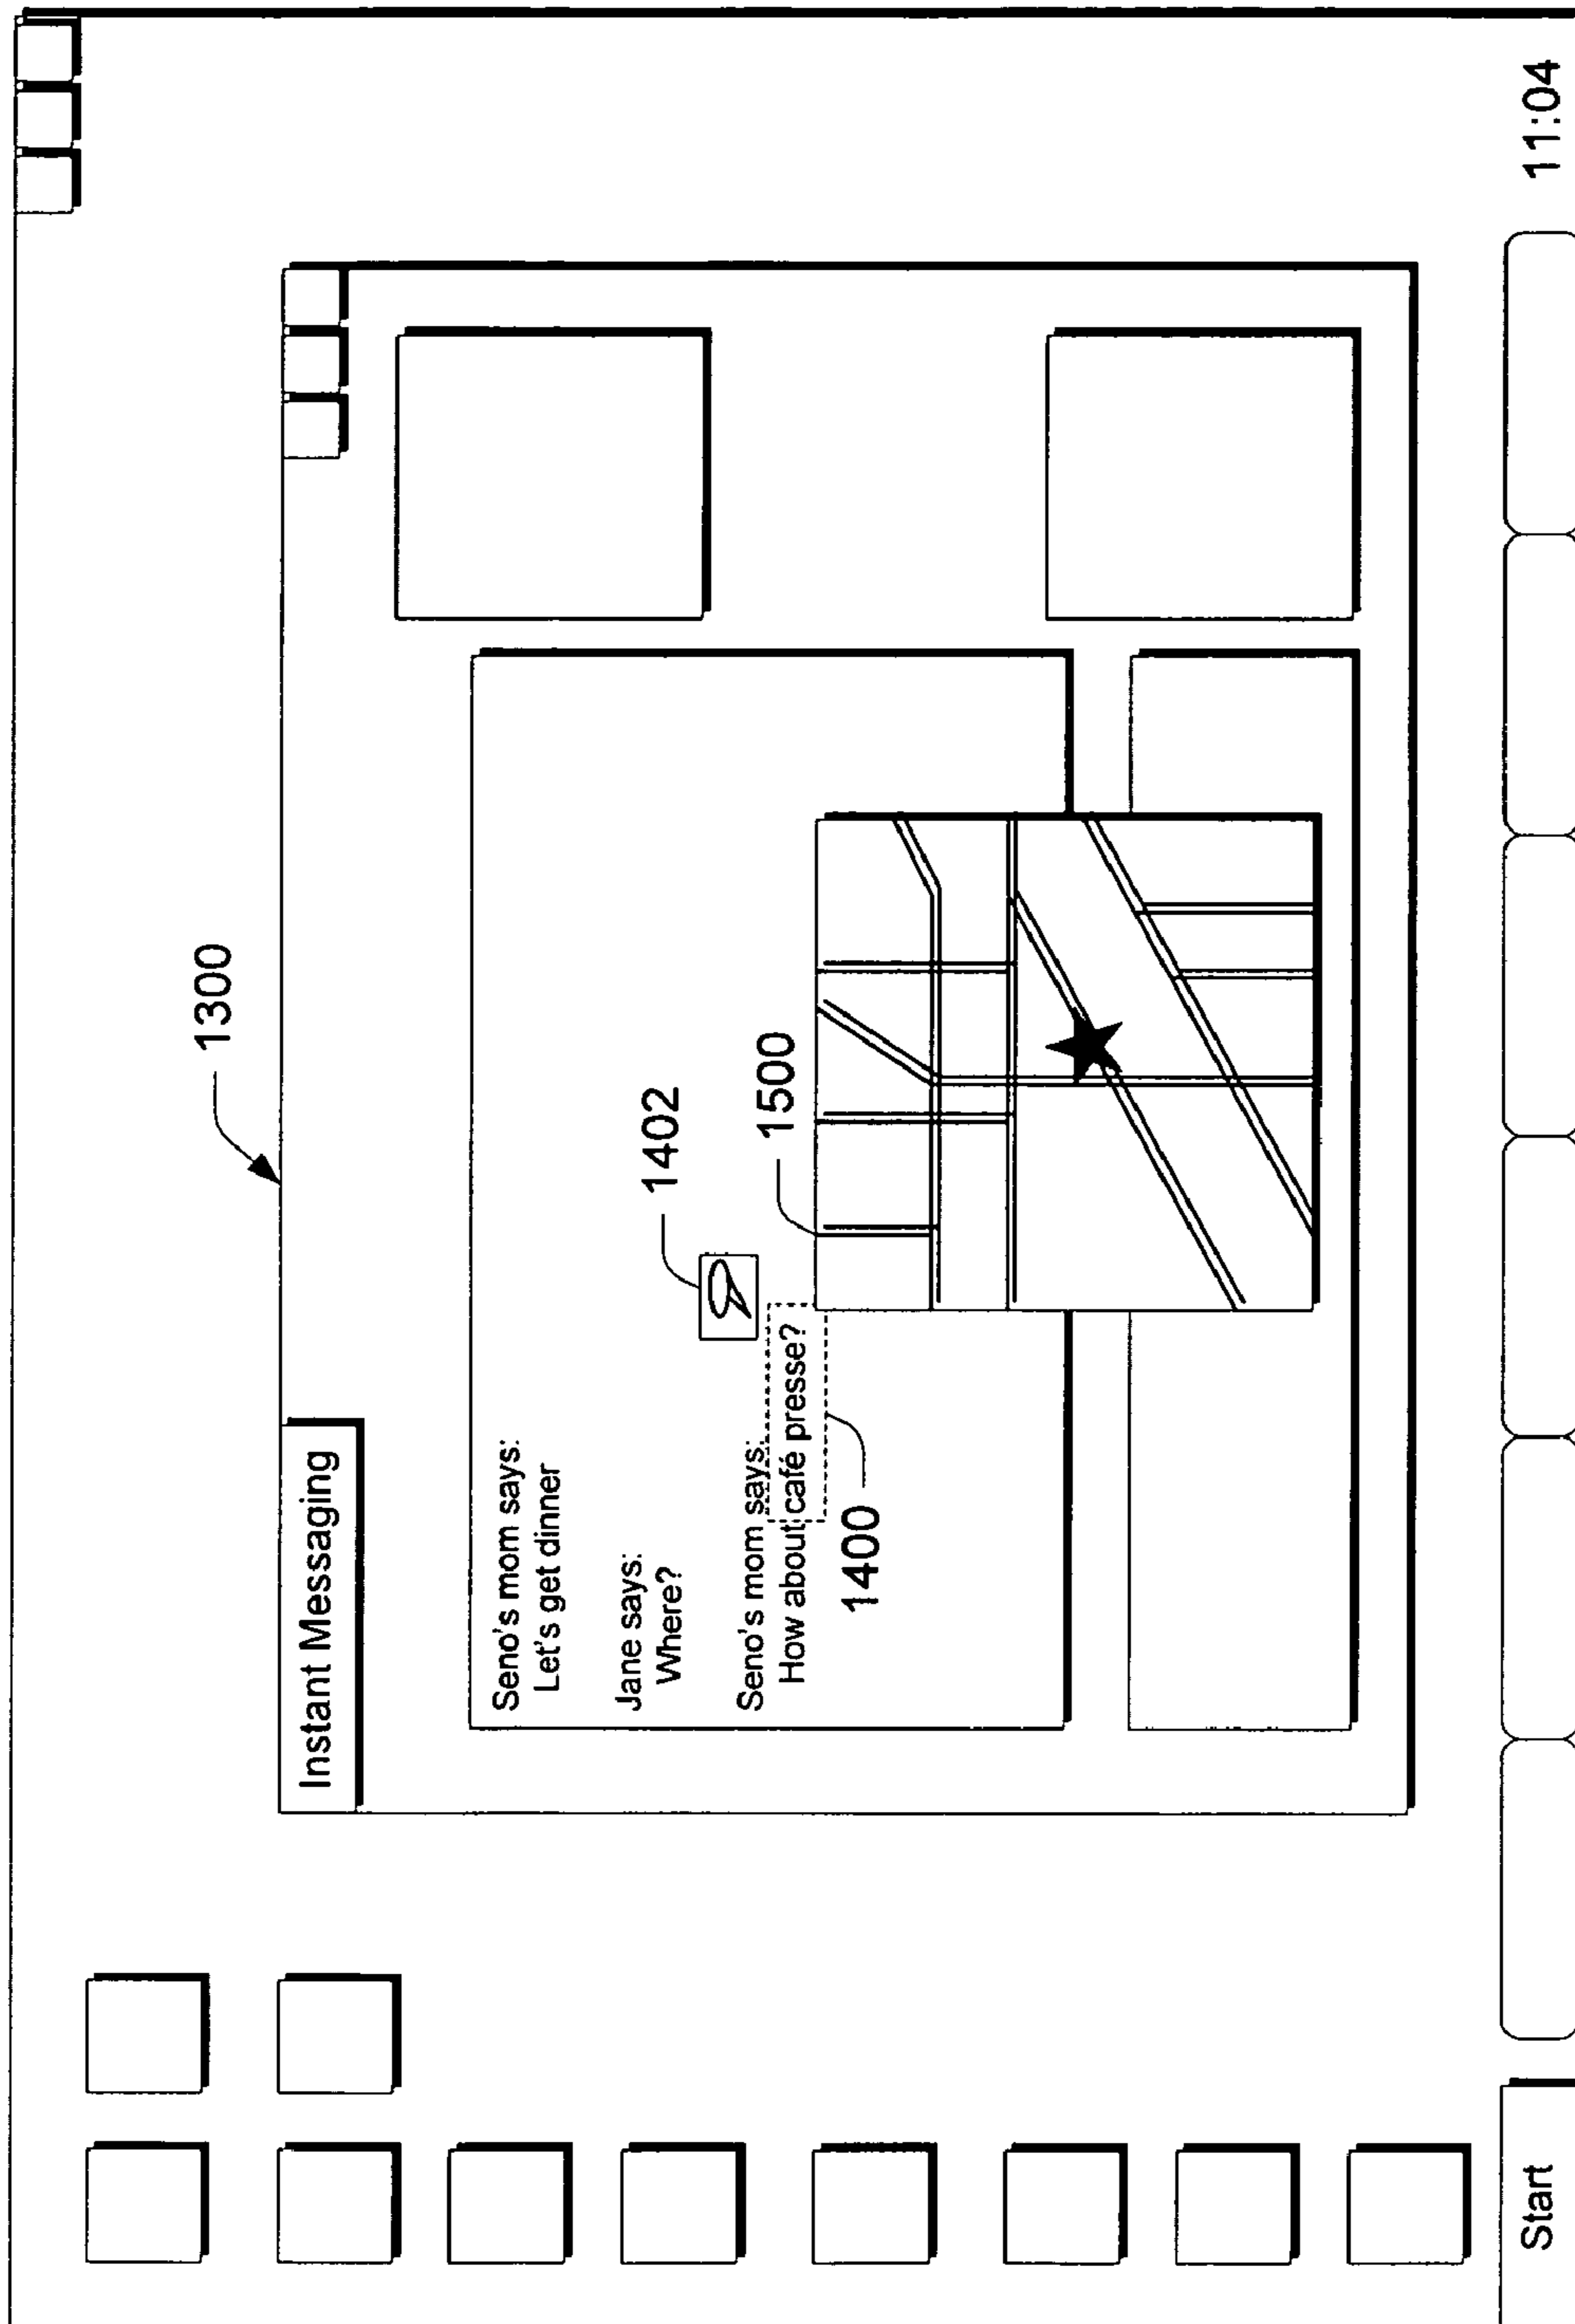 1300
Instant Messaging
Seno's mom says:
Let's get dinner
Jane says:
Where?
1402
Seno's mom says:
How about café presse?
1500
1400
Start
11:04